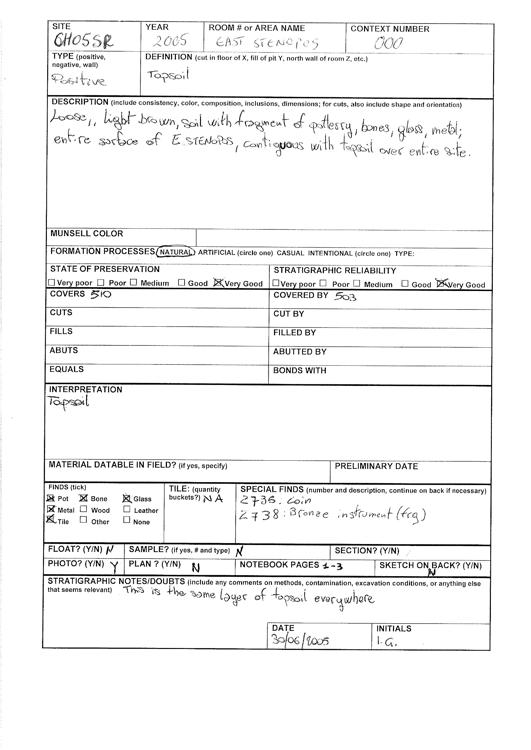 SITE YEAR ROOM # or AREA NAME CONTEXT NUMBER
CH05SR 2005 EAST STENOPOS 000
TYPE (positive, negative, wall) DEFINITION (cut in floor of X, fill of pit Y, north wall of room Z, etc.)
Positive Topsoil
DESCRIPTION (include consistency, color, composition, inclusions, dimensions; for cuts, also include shape and orientation)
Loose,, light brown, soil with fragment of potterry, bones, glass, metal;
entire surface of E. STENOPOS, contiguous with topsoil over entire site.
MUNSELL COLOR
FORMATION PROCESSES NATURAL ARTIFICIAL (circle one) CASUAL INTENTIONAL (circle one) TYPE:
STATE OF PRESERVATION STRATIGRAPHIC RELIABILITY
Very poor Poor Medium Good Very Good Very poor Poor Medium Good Very Good
COVERS 510 COVERED BY 503
CUTS CUT BY
FILLS FILLED BY
ABUTS ABUTTED BY
EQUALS BONDS WITH
INTERPRETATION
Topsoil
MATERIAL DATABLE IN FIELD? (if yes, specify) PRELIMINARY DATE
FINDS (tick) TILE: (quantity buckets?) NA SPECIAL FINDS (number and description, continue on back if necessary)
Pot Bone Glass 2736: coin
Metal Wood Leather 2738: Bronze instrument (frg)
Tile Other None
FLOAT? (Y/N) N SAMPLE? (if yes, # and type) N SECTION? (Y/N)
PHOTO? (Y/N) Y PLAN ? (Y/N) N NOTEBOOK PAGES 1-3 SKETCH ON BACK? (Y/N) N
STRATIGRAPHIC NOTES/DOUBTS (include any comments on methods, contamination, excavation conditions, or anything else
that seems relevant) This is the same layer of topsoil everywhere
DATE INITIALS
30/06/2005 I.G.